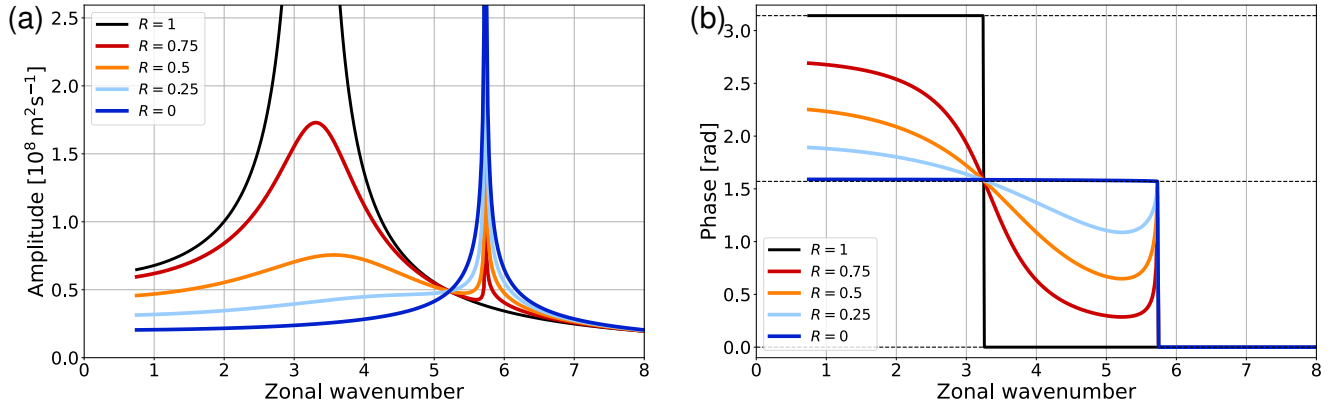 (a)
Amplitude [10⁸ m² s⁻¹]
2.5
2.0
1.5
1.0
0.5
0.0
R = 1
R = 0.75
R = 0.5
R = 0.25
R = 0
0 1 2 3 4 5 6 7 8
Zonal wavenumber
(b)
Phase [rad]
3.0
2.5
2.0
1.5
1.0
0.5
0.0
R = 1
R = 0.75
R = 0.5
R = 0.25
R = 0
0 1 2 3 4 5 6 7 8
Zonal wavenumber